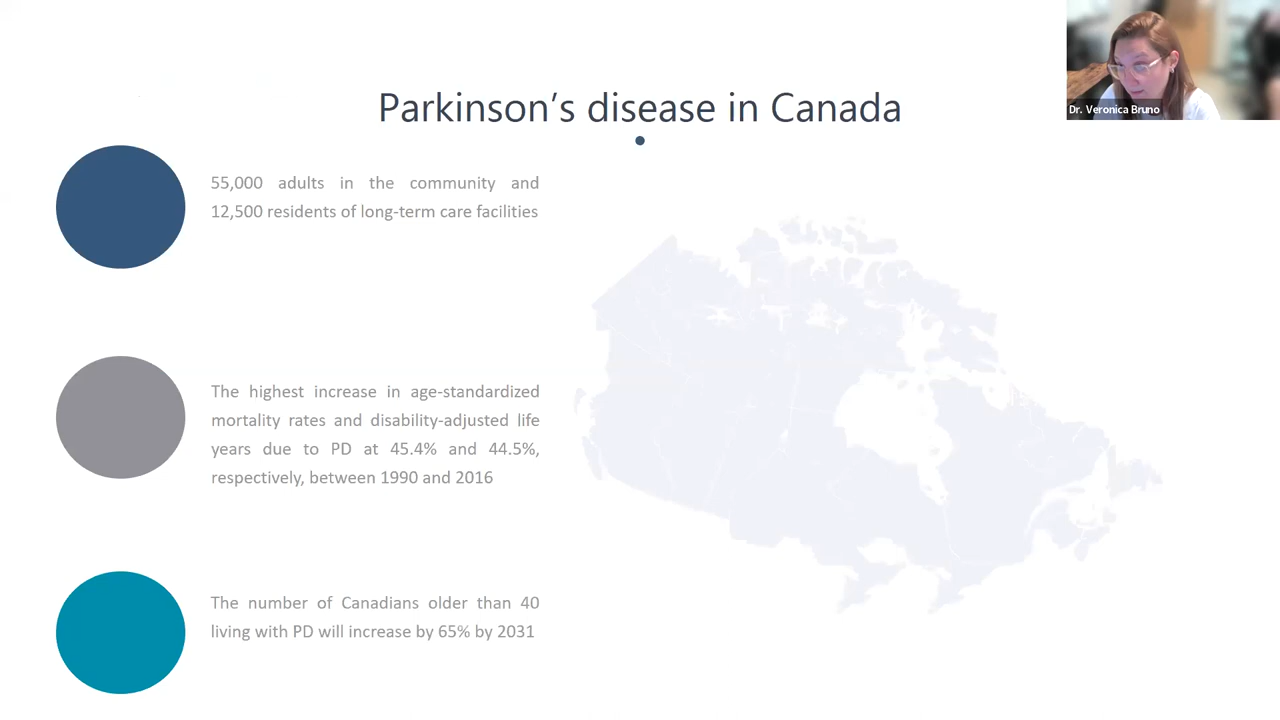 Parkinson's disease in Canada
Dr. Veronica Bruno
55,000 adults in the community and
12,500 residents of long-term care facilities
The highest increase in age-standardized
mortality rates and disability-adjusted life
years due to PD at 45.4% and 44.5%,
respectively, between 1990 and 2016
The number of Canadians older than 40
living with PD will increase by 65% by 2031